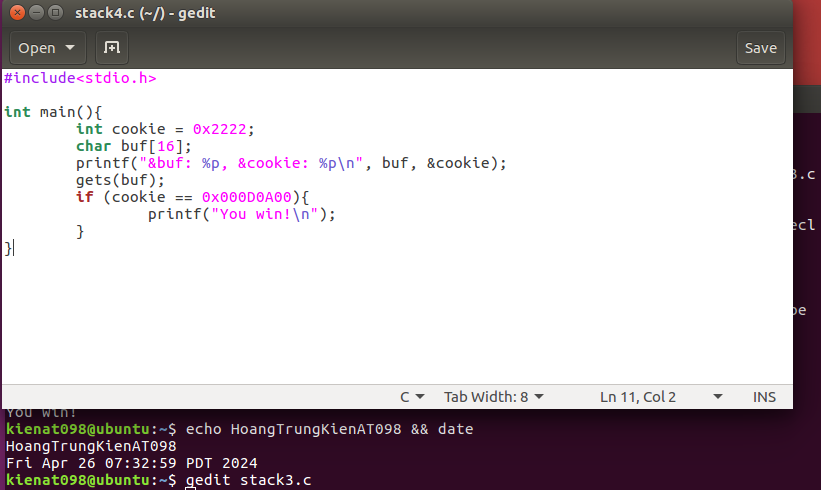 stack4.c (~/) - gedit
Open
Save
#include<stdio.h>
int main(){
        int cookie = 0x2222;
        char buf[16];
        printf("&buf: %p, &cookie: %p\n", buf, &cookie);
        gets(buf);
        if (cookie == 0x000D0A00){
                printf("You win!\n");
        }
}
3.c
ecl
pe
C Tab Width: 8 Ln 11, Col 2 INS
You win!
kienat098@ubuntu:~$ echo HoangTrungKienAT098 && date
HoangTrungKienAT098
Fri Apr 26 07:32:59 PDT 2024
kienat098@ubuntu:~$ gedit stack3.c